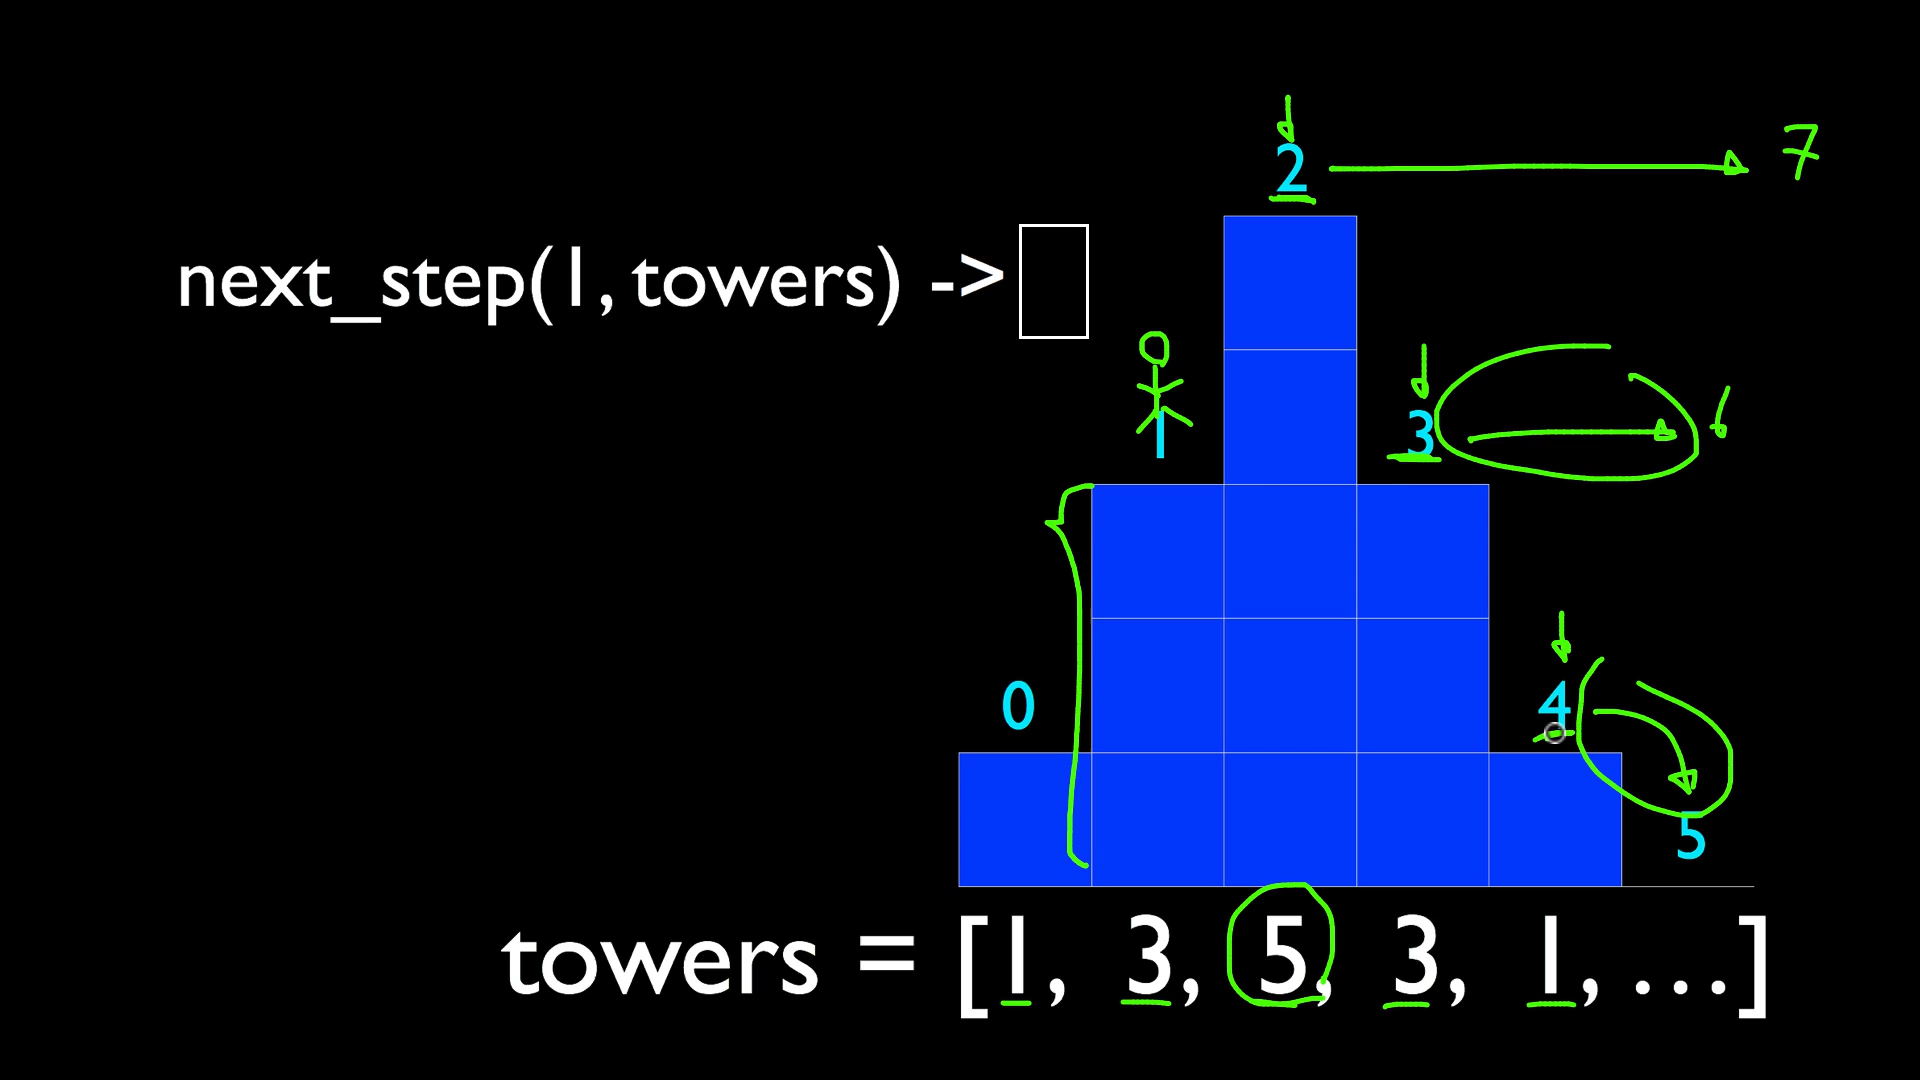 2 7
next_step(1, towers) ->
1 3 6
0 4
5
towers = [1, 3, 5, 3, 1, ...]